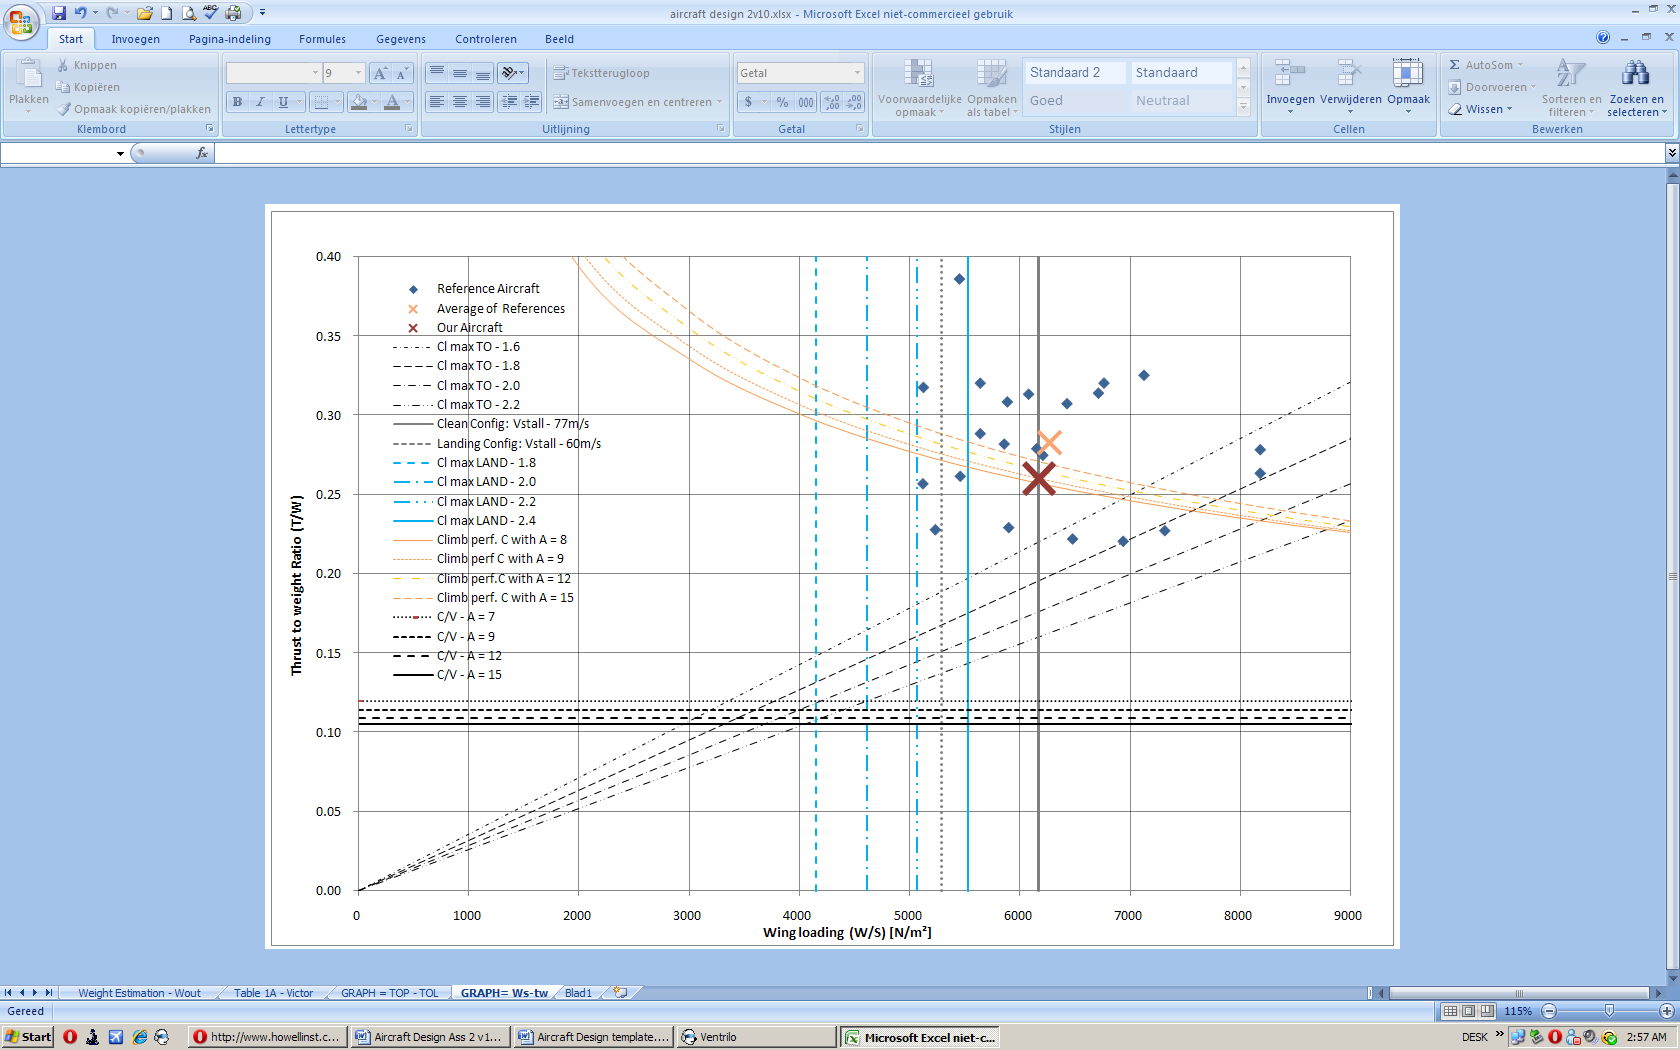 aircraft design 2v10.xlsx - Microsoft Excel niet-commercieel gebruik
Start Invoegen Pagina-indeling Formules Gegevens Controleren Beeld
Plakken
Knippen
Kopiëren
Opmaak kopiëren/plakken
Klembord
9
B I U A
Lettertype
Tekstterugloop
Samenvoegen en centreren
Uitlijning
Getal
$ % 000
Getal
Voorwaardelijke opmaak
Opmaken als tabel
Standaard 2 Standaard
Goed Neutraal
Stijlen
Invoegen Verwijderen Opmaak
Cellen
Σ AutoSom
Doorvoeren
Wissen
Sorteren en filteren
Zoeken en selecteren
Bewerken
fx
0.40
0.35
0.30
0.25
0.20
0.15
0.10
0.05
0.00
Thrust to weight Ratio (T/W)
Reference Aircraft
Average of References
Our Aircraft
Cl max TO - 1.6
Cl max TO - 1.8
Cl max TO - 2.0
Cl max TO - 2.2
Clean Config: Vstall - 77m/s
Landing Config: Vstall - 60m/s
Cl max LAND - 1.8
Cl max LAND - 2.0
Cl max LAND - 2.2
Cl max LAND - 2.4
Climb perf. C with A = 8
Climb perf C with A = 9
Climb perf.C with A = 12
Climb perf. C with A = 15
C/V - A = 7
C/V - A = 9
C/V - A = 12
C/V - A = 15
0 1000 2000 3000 4000 5000 6000 7000 8000 9000
Wing loading (W/S) [N/m²]
Weight Estimation - Wout Table 1A - Victor GRAPH = TOP - TOL GRAPH= Ws-tw Blad1
Gereed 115%
Start http://www.howellinst.c... Aircraft Design Ass 2 v1... Aircraft Design template.... Ventrilo Microsoft Excel niet-c... DESK » 2:57 AM